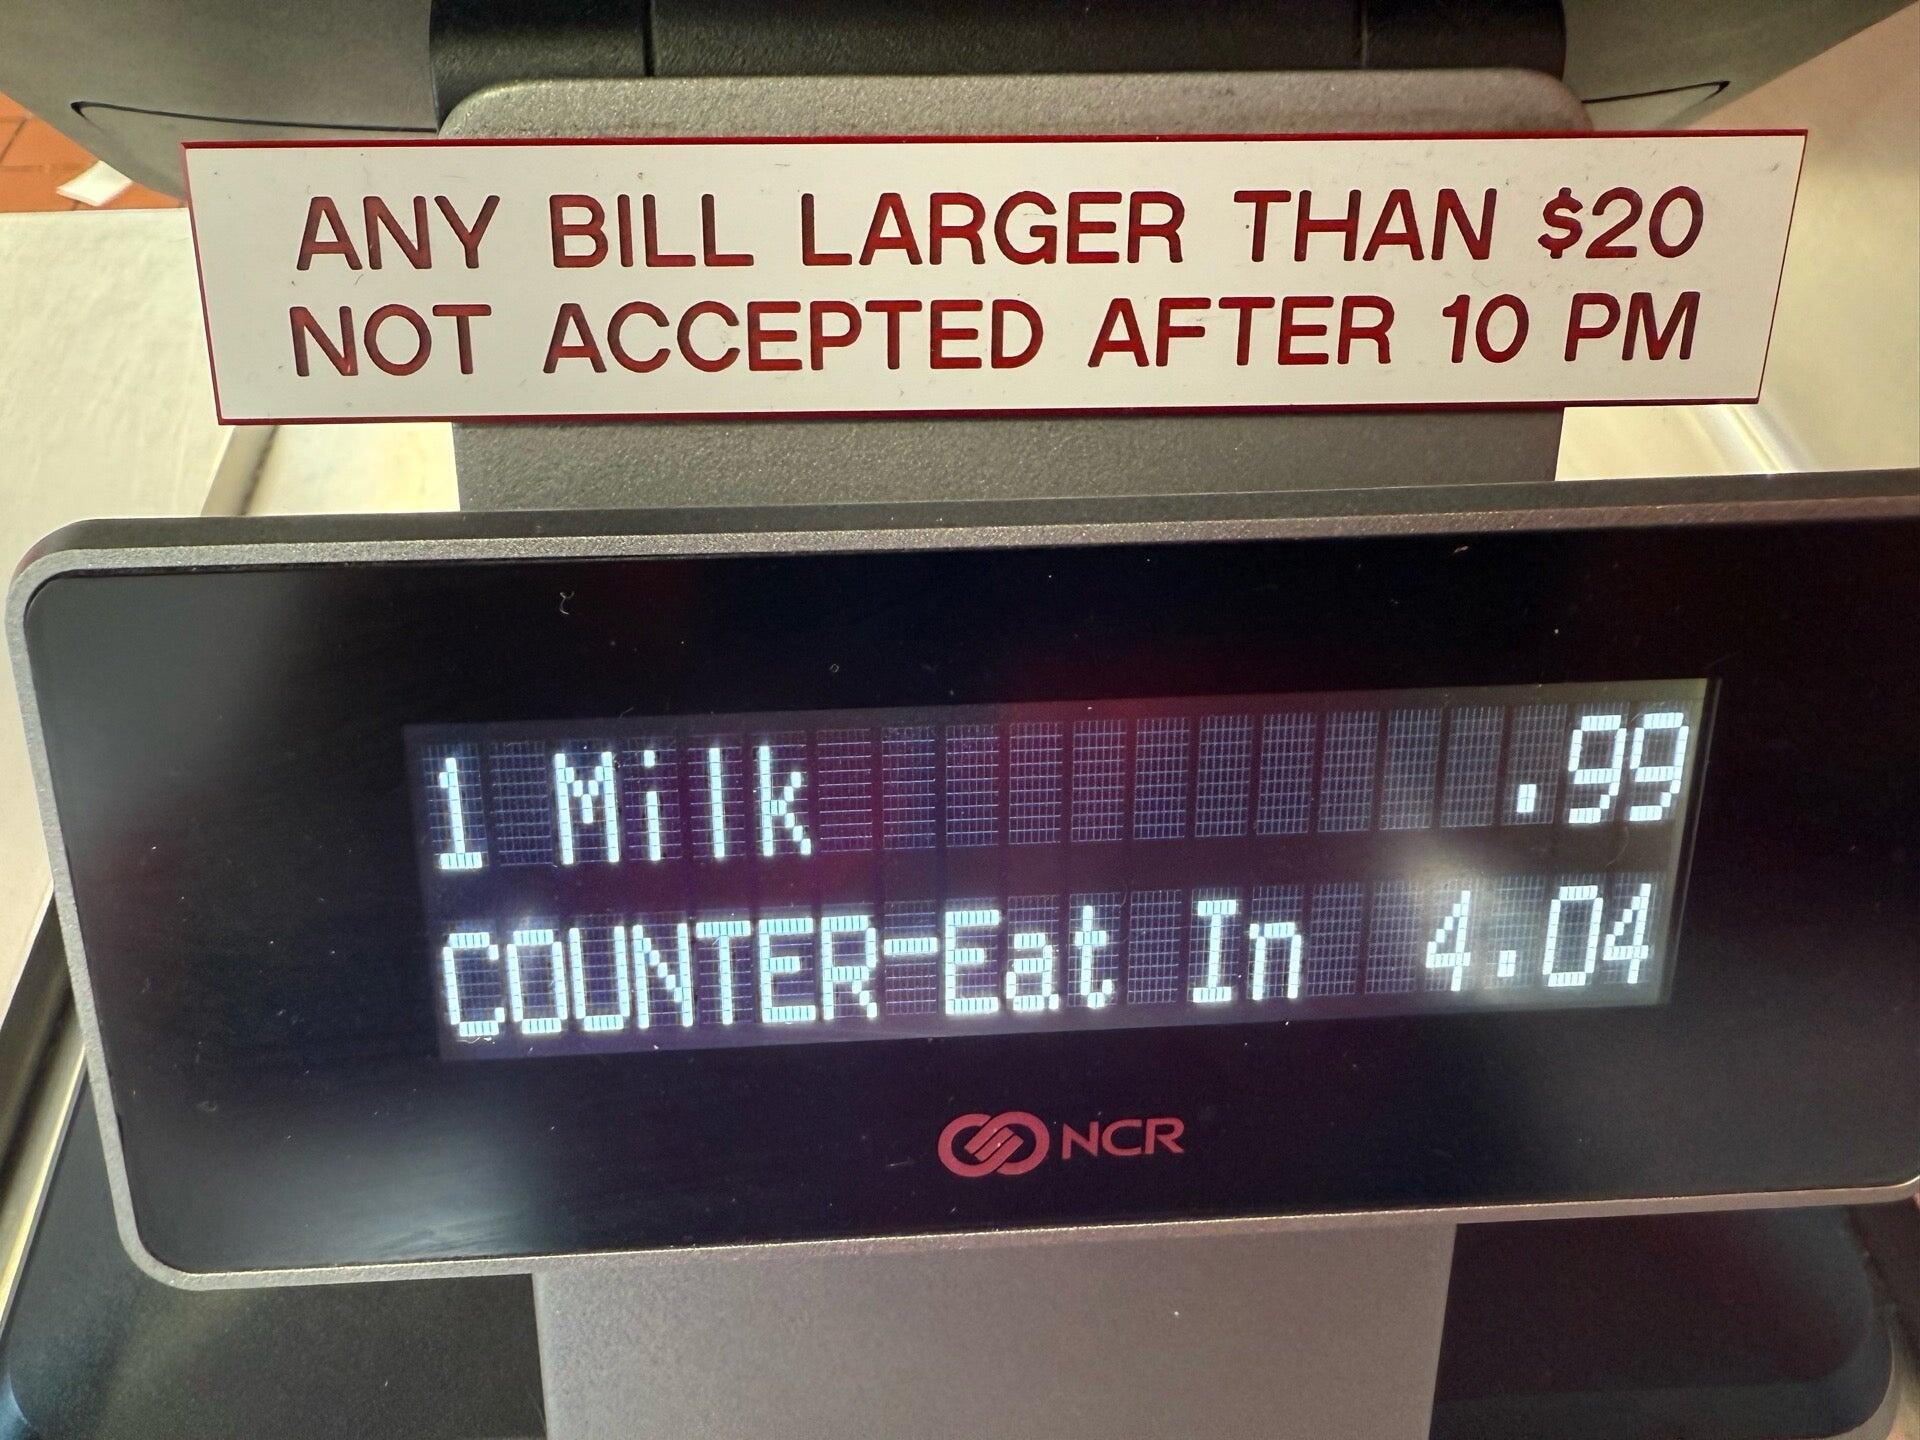 ANY BILL LARGER THAN $20
NOT ACCEPTED AFTER 10 PM
1 Milk .99
COUNTER-Eat In 4.04
NCR